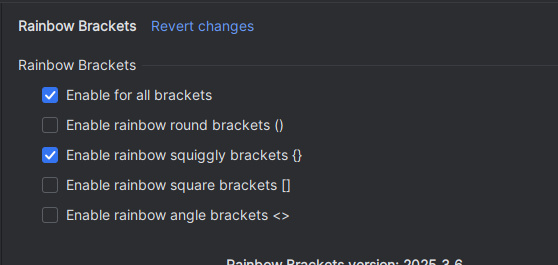 Rainbow Brackets Revert changes
Rainbow Brackets
Enable for all brackets
Enable rainbow round brackets ()
Enable rainbow squiggly brackets {}
Enable rainbow square brackets []
Enable rainbow angle brackets <>
Rainbow Brackets version: 2025.3.6